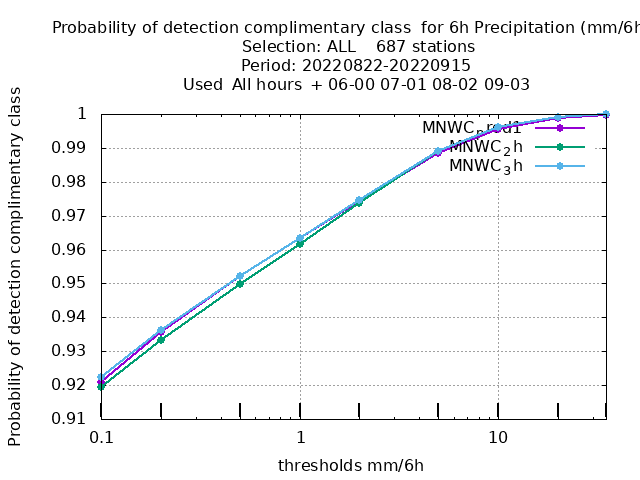 Probability of detection complimentary class  for 6h Precipitation (mm/6h
Selection: ALL    687 stations
Period: 20220822-20220915
Used  All hours  + 06-00 07-01 08-02 09-03
Probability of detection complimentary class
1
0.99
0.98
0.97
0.96
0.95
0.94
0.93
0.92
0.91
MNWC_prod1
MNWC2h
MNWC3h
0.1
1
10
thresholds mm/6h